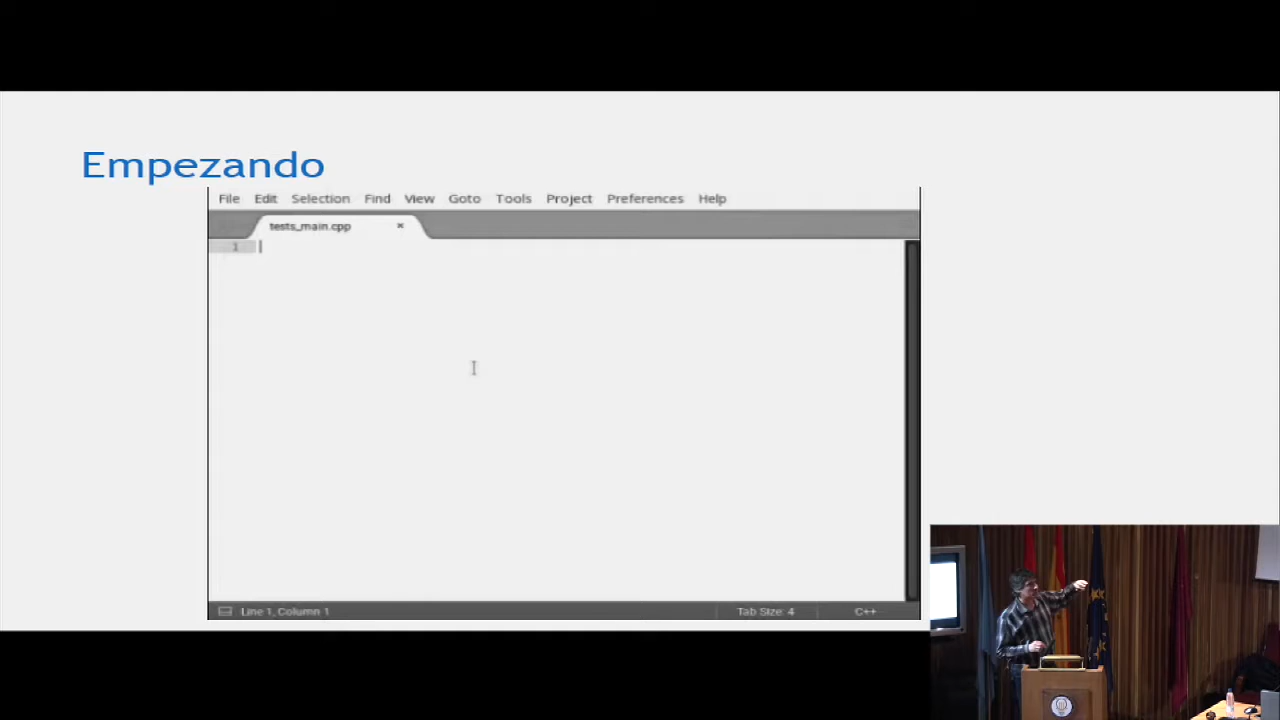 Empezando
File Edit Selection Find View Goto Tools Project Preferences Help
tests_main.cpp ×
1
Line 1, Column 1 Tab Size: 4 C++